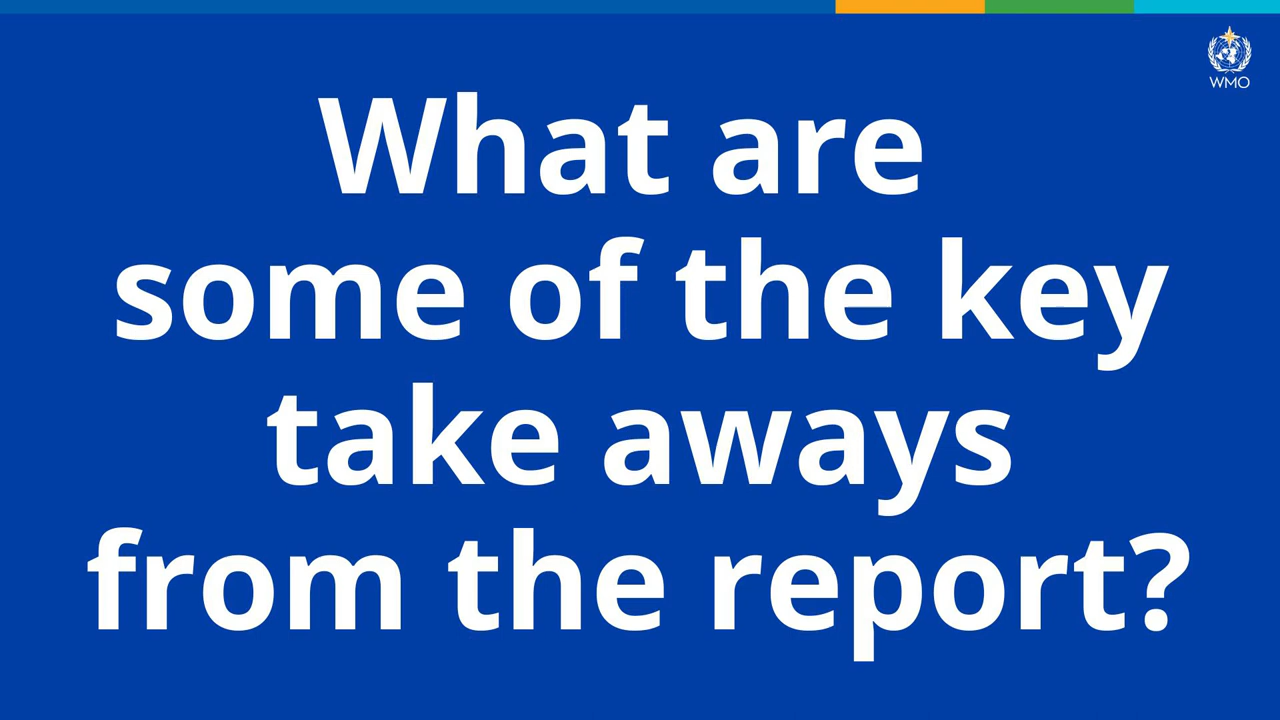 WMO
What are
some of the key
take aways
from the report?